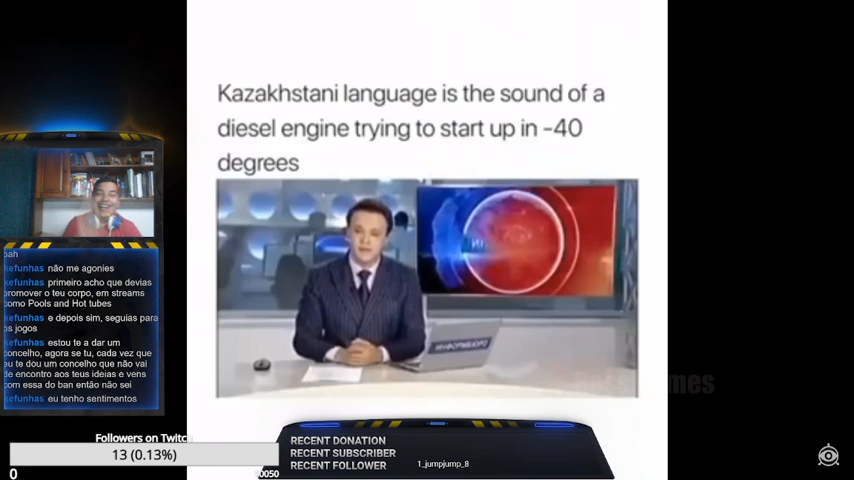 Kazakhstani language is the sound of a
diesel engine trying to start up in -40
degrees
ИНФОРМБЮРО
bah
kefunhas não me agonies
kefunhas primeiro acho que devias
promover o teu corpo, em streams
como Pools and Hot tubes
kefunhas e depois sim, seguias para
os jogos
kefunhas estou te a dar um
concelho, agora se tu, cada vez que
eu te dou um concelho que não vai
de encontro aos teus ideias e vens
com essa do ban então não sei
kefunhas eu tenho sentimentos
Followers on Twitch
13 (0.13%)
0
RECENT DONATION
RECENT SUBSCRIBER
RECENT FOLLOWER 1_jumpjump_8